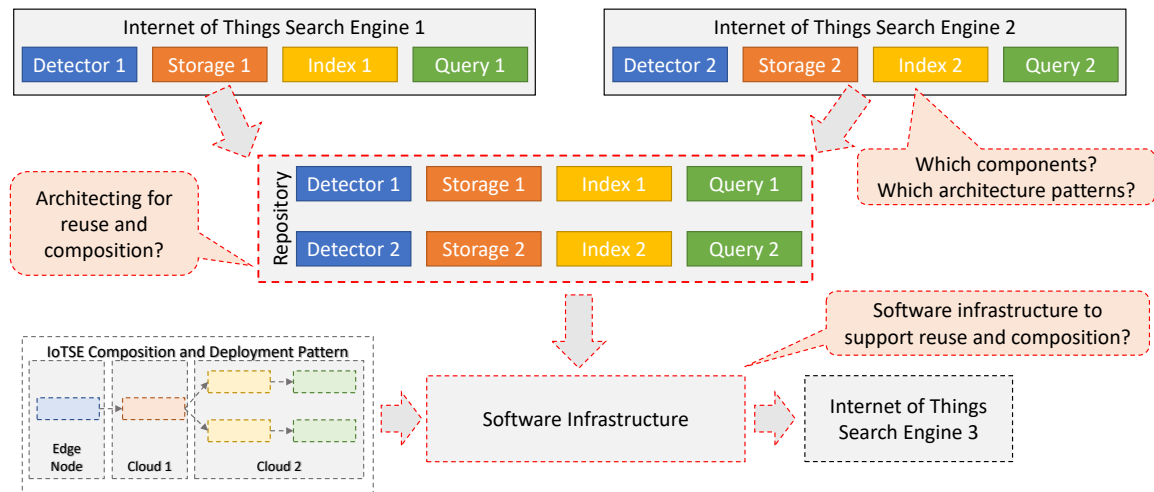 Internet of Things Search Engine 1
Detector 1
Storage 1
Index 1
Query 1
Internet of Things Search Engine 2
Detector 2
Storage 2
Index 2
Query 2
Which components?
Which architecture patterns?
Architecting for
reuse and
composition?
Repository
Detector 1
Storage 1
Index 1
Query 1
Detector 2
Storage 2
Index 2
Query 2
Software infrastructure to
support reuse and composition?
IoTSE Composition and Deployment Pattern
Edge
Node
Cloud 1
Cloud 2
Software Infrastructure
Internet of Things
Search Engine 3